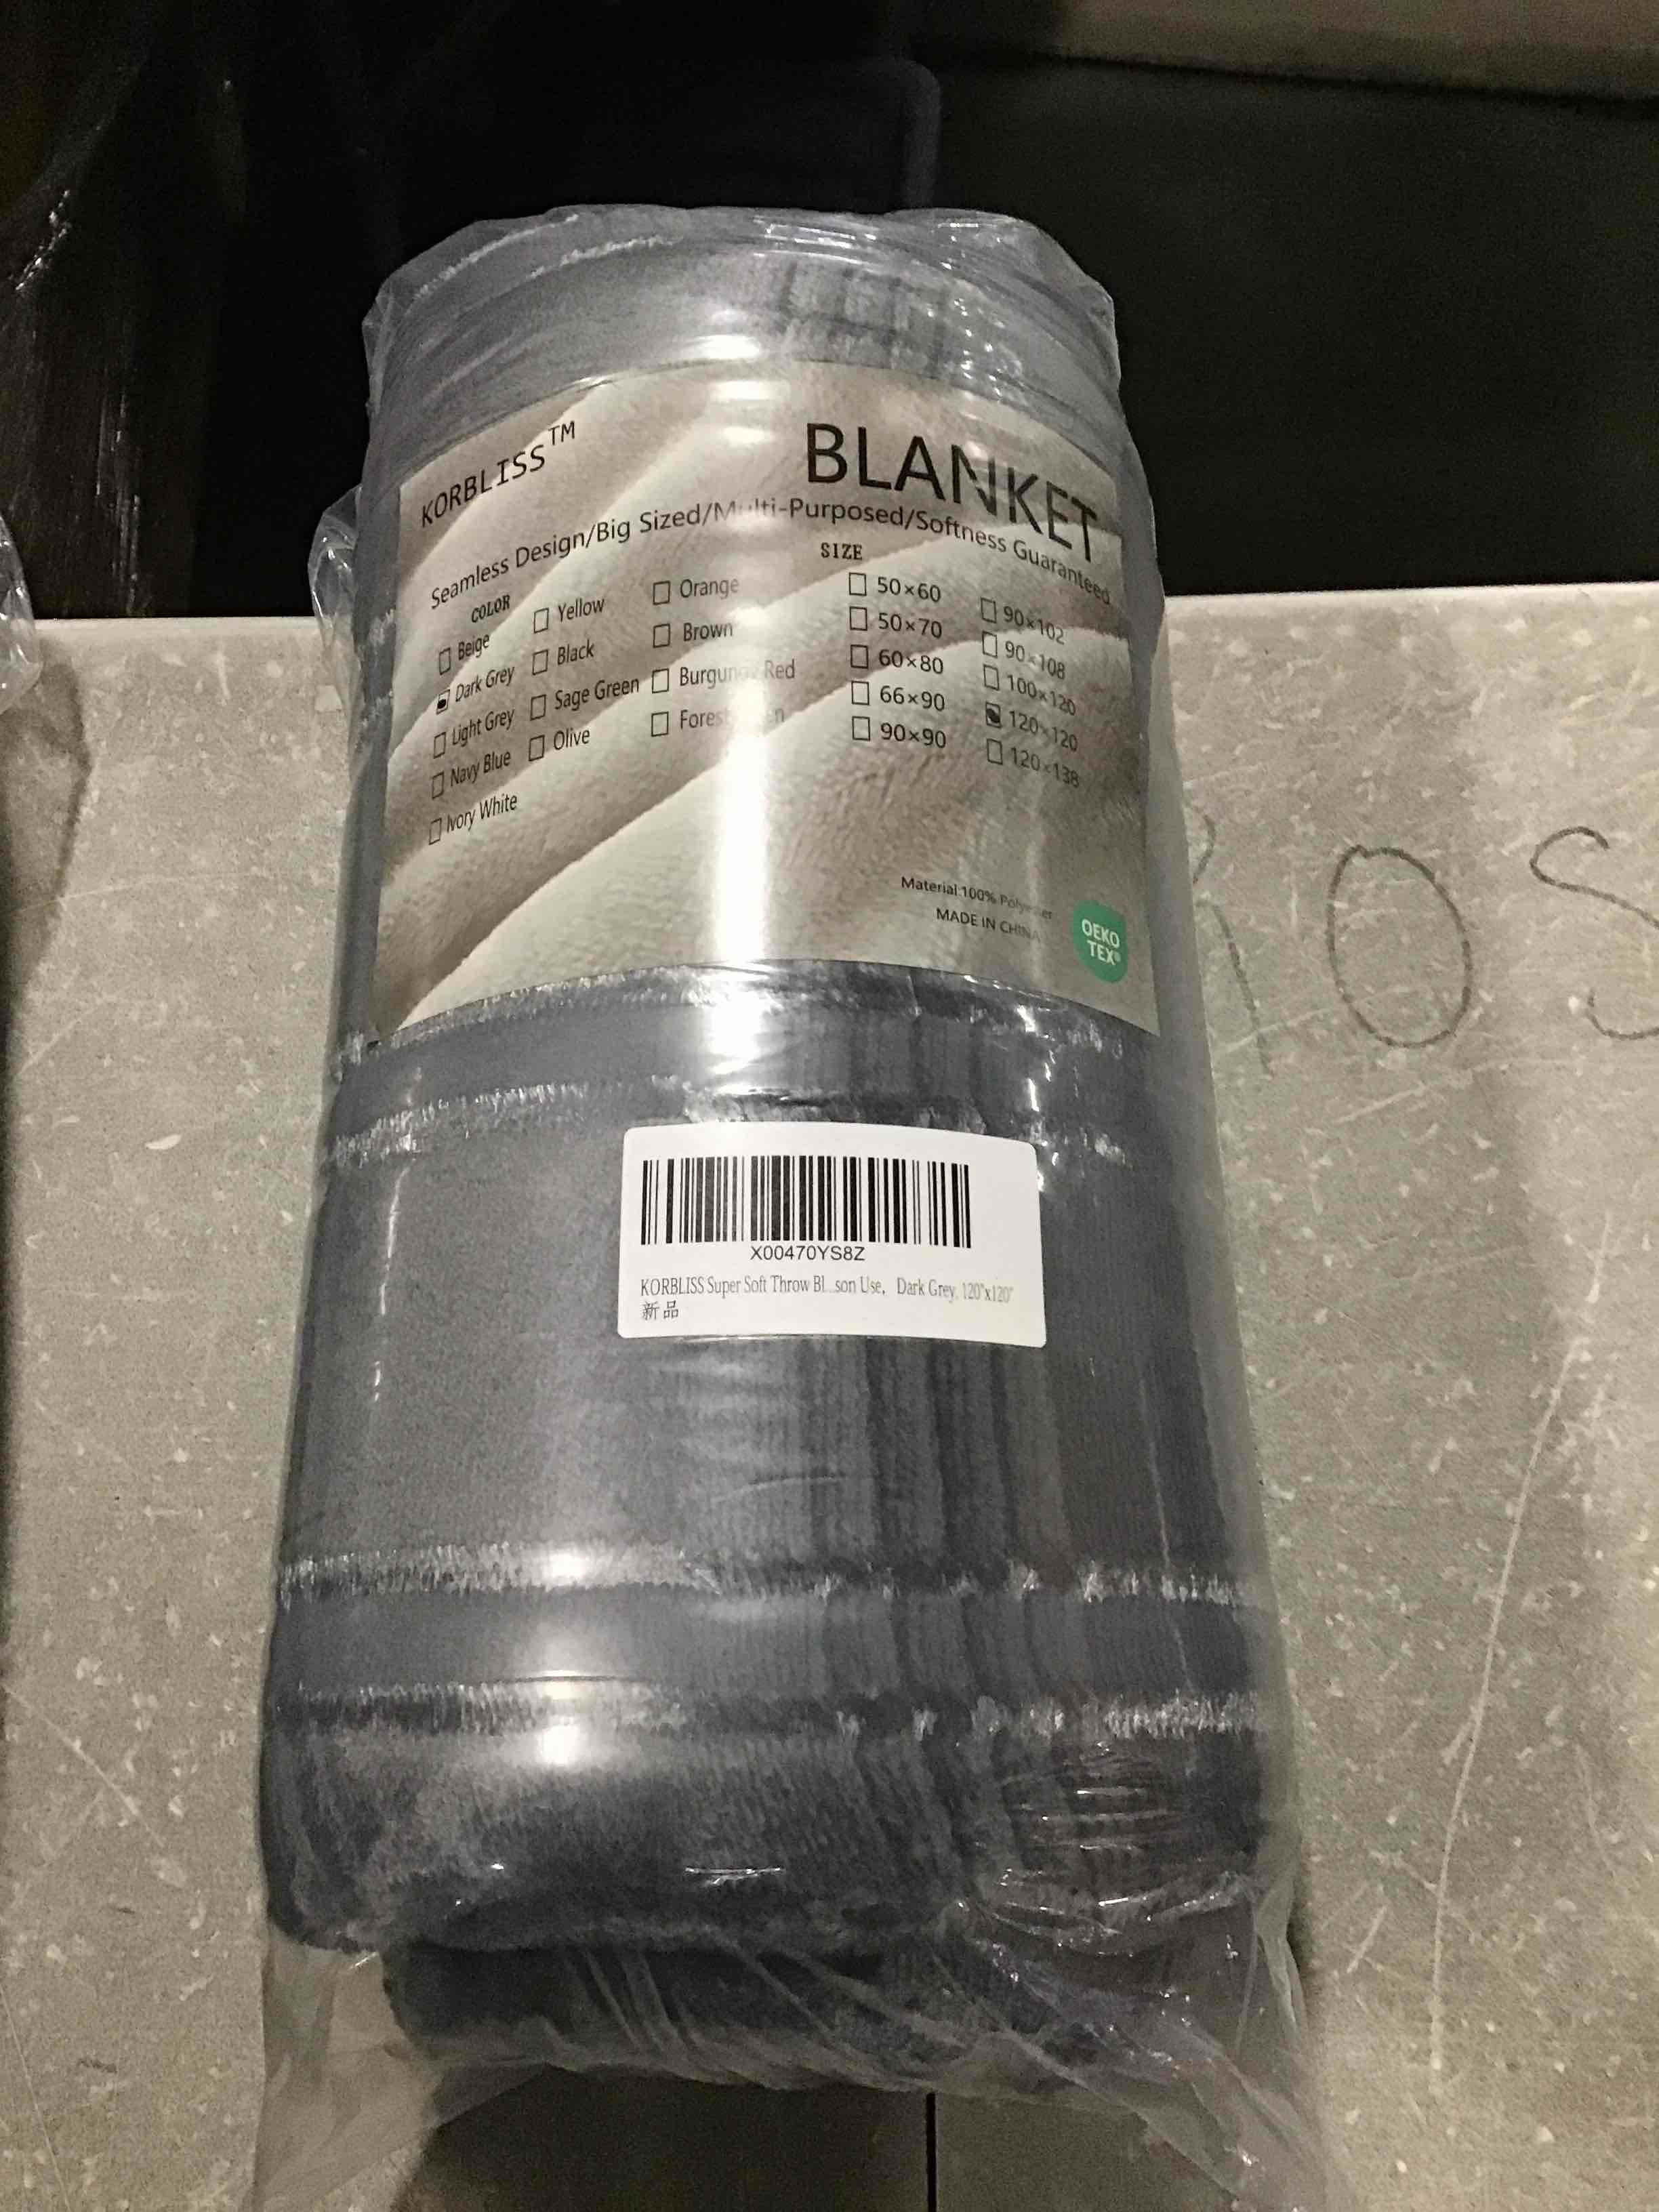 KORBLISS™
BLANKET
Seamless Design/Big Sized/Multi-Purposed/Softness Guaranteed
COLOR
Beige
Dark Grey
Light Grey
Navy Blue
Ivory White
Yellow
Black
Sage Green
Olive
Orange
Brown
Red
SIZE
50×60
50×70
60×80
66×90
90×90
90×102
90×108
100×120
120×120
120×138
Material 100% Polyester
MADE IN CHINA
OEKO
TEX®
X00470YS8Z
KORBLISS Super Soft Throw Bl...son Use, Dark Grey, 120"x120"
新品